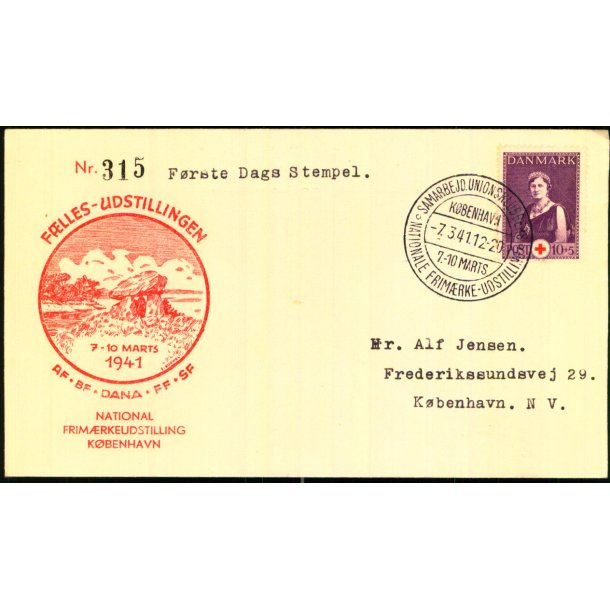 Nr. 315
Første Dags Stempel.
FÆLLES-UDSTILLINGEN
7-10 MARTS
1941
AF · BF · DANA · FF · SF
NATIONAL
FRIMÆRKEUDSTILLING
KØBENHAVN
SAMARBEJD.
KØBENHAVN
-7.3.41.12-20
7-10 MARTS
NATIONALE FRIMÆRKE-UDSTILLING
DANMARK
POST 10+5
Hr. Alf Jensen.
Frederikssundsvej 29.
København. N V.